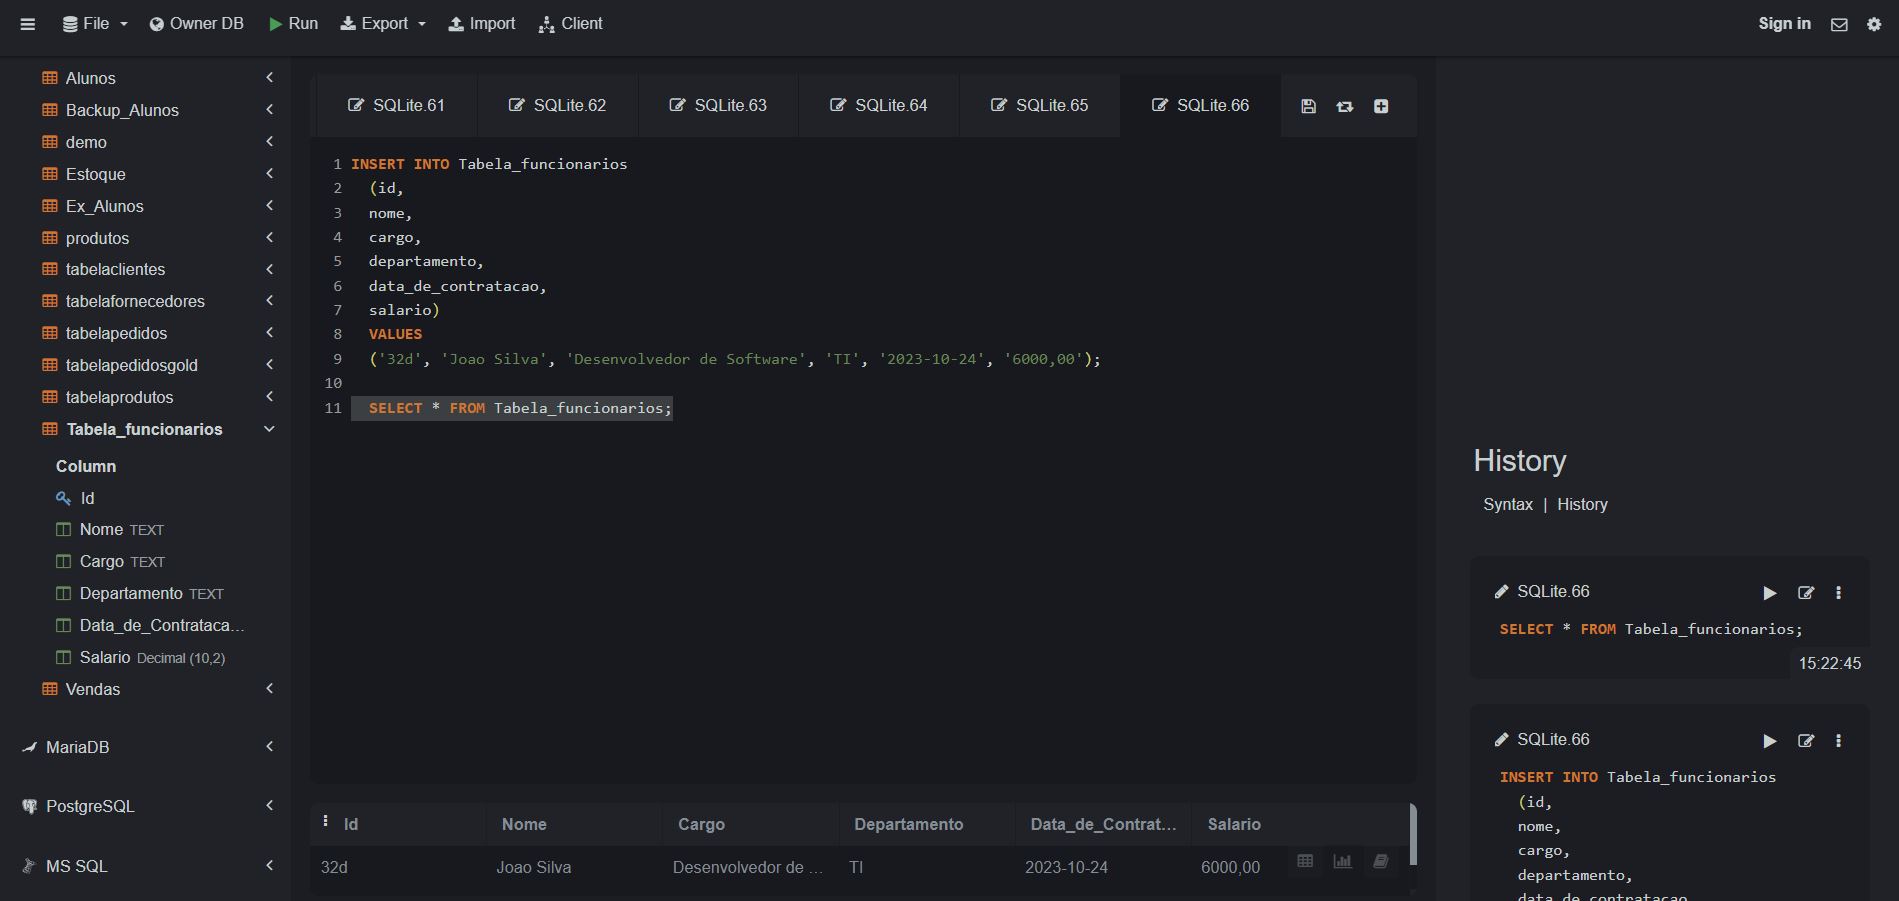 File Owner DB Run Export Import Client Sign in
Alunos
Backup_Alunos
demo
Estoque
Ex_Alunos
produtos
tabelaclientes
tabelafornecedores
tabelapedidos
tabelapedidosgold
tabelaprodutos
Tabela_funcionarios
Column
Id
Nome TEXT
Cargo TEXT
Departamento TEXT
Data_de_Contrataca...
Salario Decimal (10,2)
Vendas
MariaDB
PostgreSQL
MS SQL
SQLite.61 SQLite.62 SQLite.63 SQLite.64 SQLite.65 SQLite.66
1 INSERT INTO Tabela_funcionarios
2 (id,
3 nome,
4 cargo,
5 departamento,
6 data_de_contratacao,
7 salario)
8 VALUES
9 ('32d', 'Joao Silva', 'Desenvolvedor de Software', 'TI', '2023-10-24', '6000,00');
10
11 SELECT * FROM Tabela_funcionarios;
Id Nome Cargo Departamento Data_de_Contrat... Salario
32d Joao Silva Desenvolvedor de ... TI 2023-10-24 6000,00
History
Syntax | History
SQLite.66
SELECT * FROM Tabela_funcionarios;
15:22:45
SQLite.66
INSERT INTO Tabela_funcionarios
(id,
nome,
cargo,
departamento,
data_de_contratacao